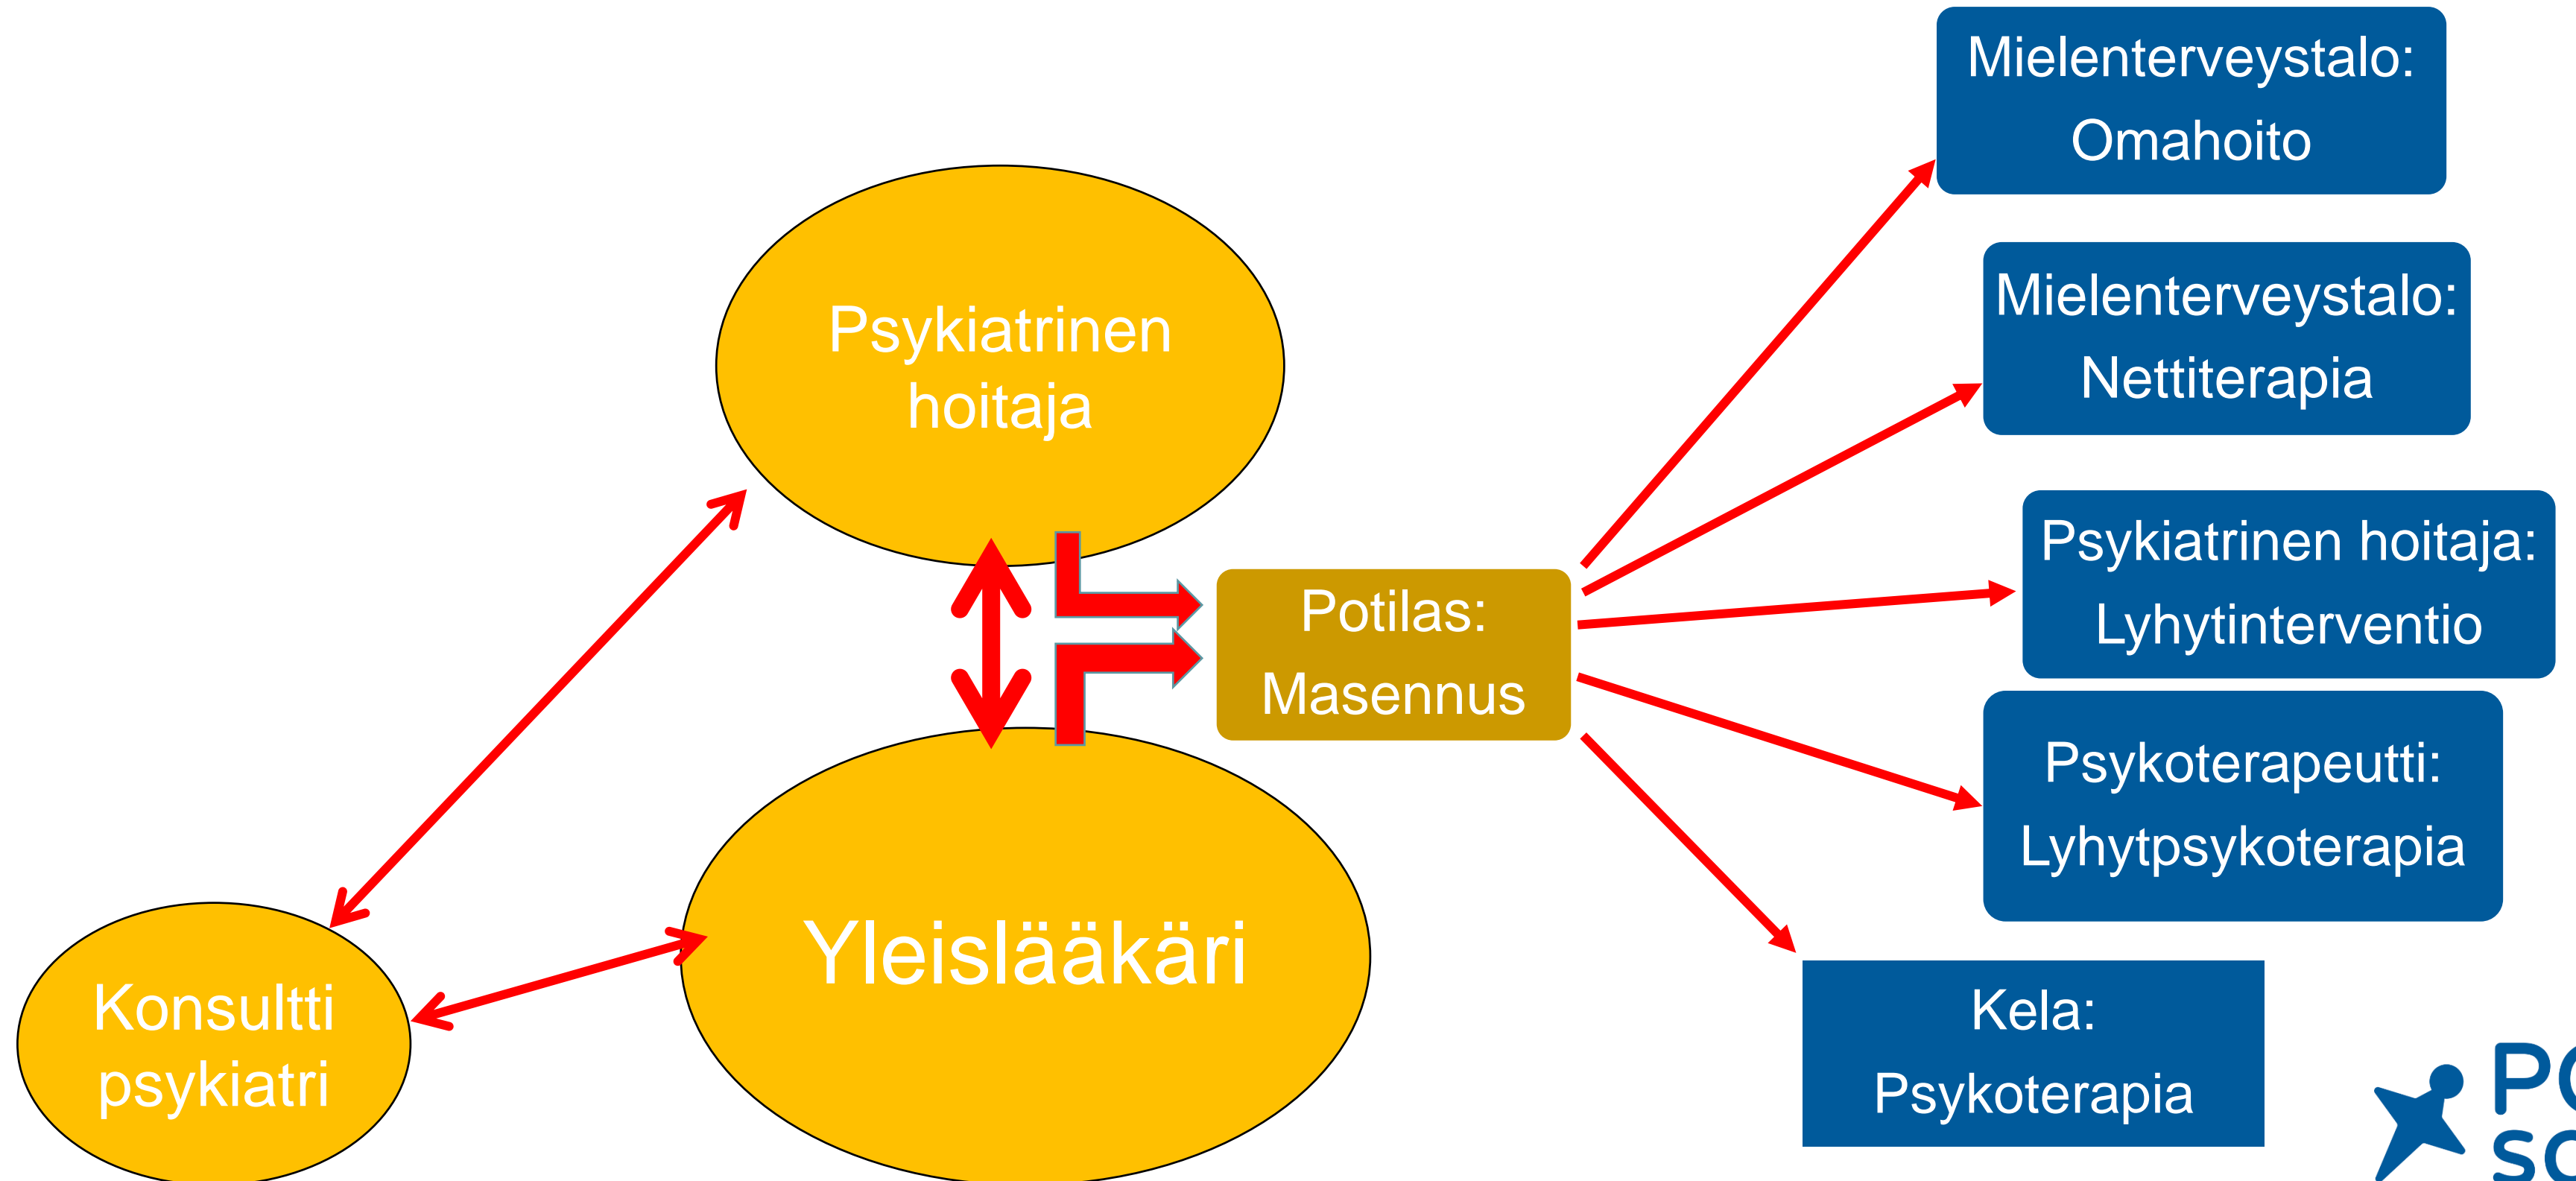 Mielenterveystalo:
Omahoito
Mielenterveystalo:
Nettiterapia
Psykiatrinen
hoitaja
Psykiatrinen hoitaja:
Lyhytinterventio
Potilas:
Masennus
Psykoterapeutti:
Lyhytpsykoterapia
Yleislääkäri
Konsultti
psykiatri
Kela:
Psykoterapia